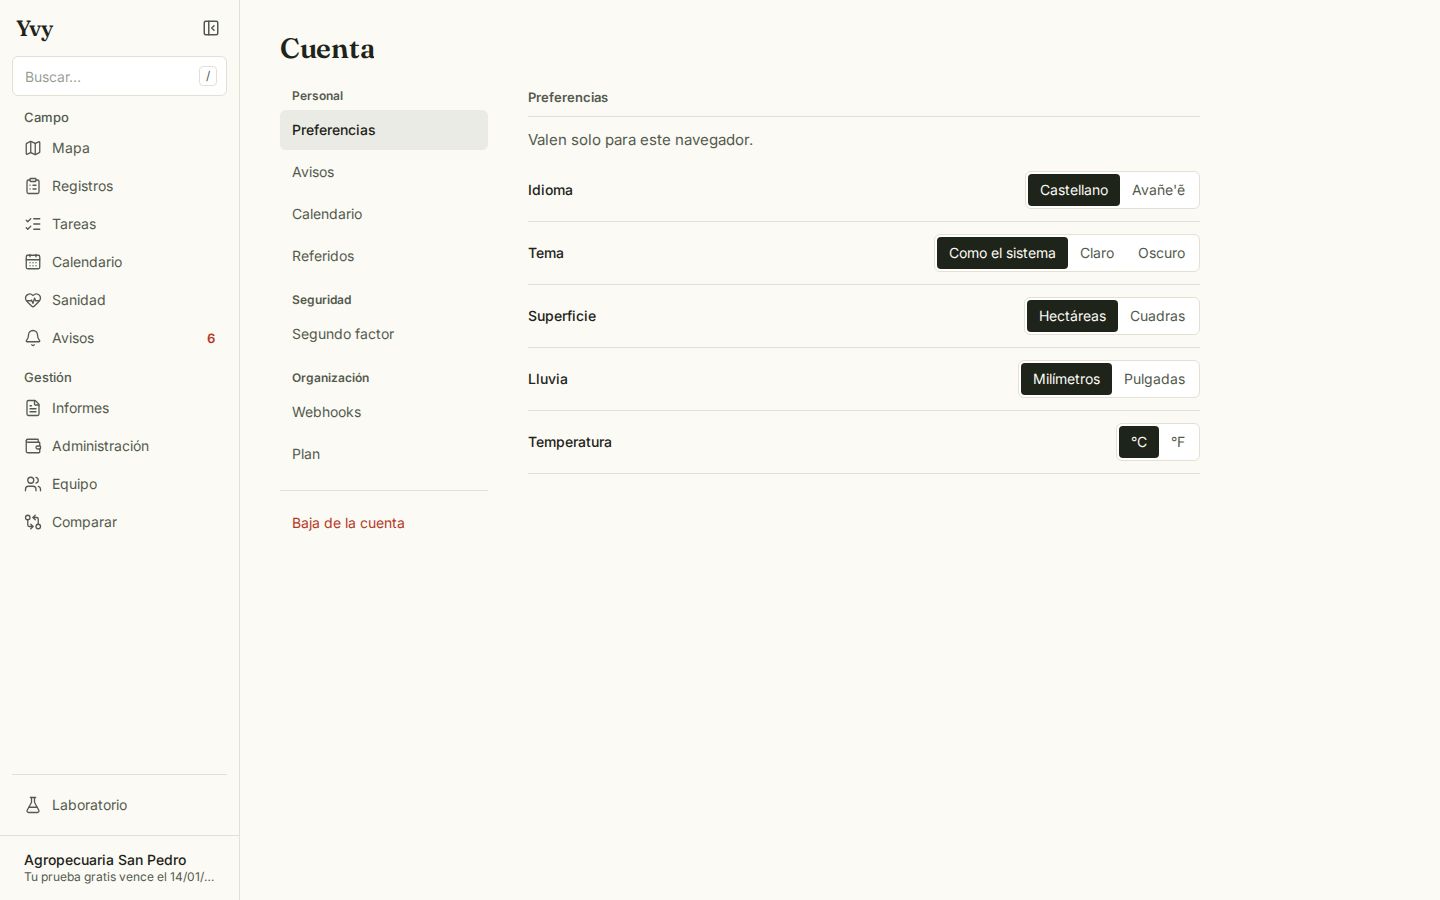 Yvy
Buscar...
/
Campo
Mapa
Registros
Tareas
Calendario
Sanidad
Avisos 6
Gestión
Informes
Administración
Equipo
Comparar
Laboratorio
Agropecuaria San Pedro
Tu prueba gratis vence el 14/01/...
Cuenta
Personal
Preferencias
Avisos
Calendario
Referidos
Seguridad
Segundo factor
Organización
Webhooks
Plan
Baja de la cuenta
Preferencias
Valen solo para este navegador.
Idioma Castellano Avañe'ẽ
Tema Como el sistema Claro Oscuro
Superficie Hectáreas Cuadras
Lluvia Milímetros Pulgadas
Temperatura °C °F